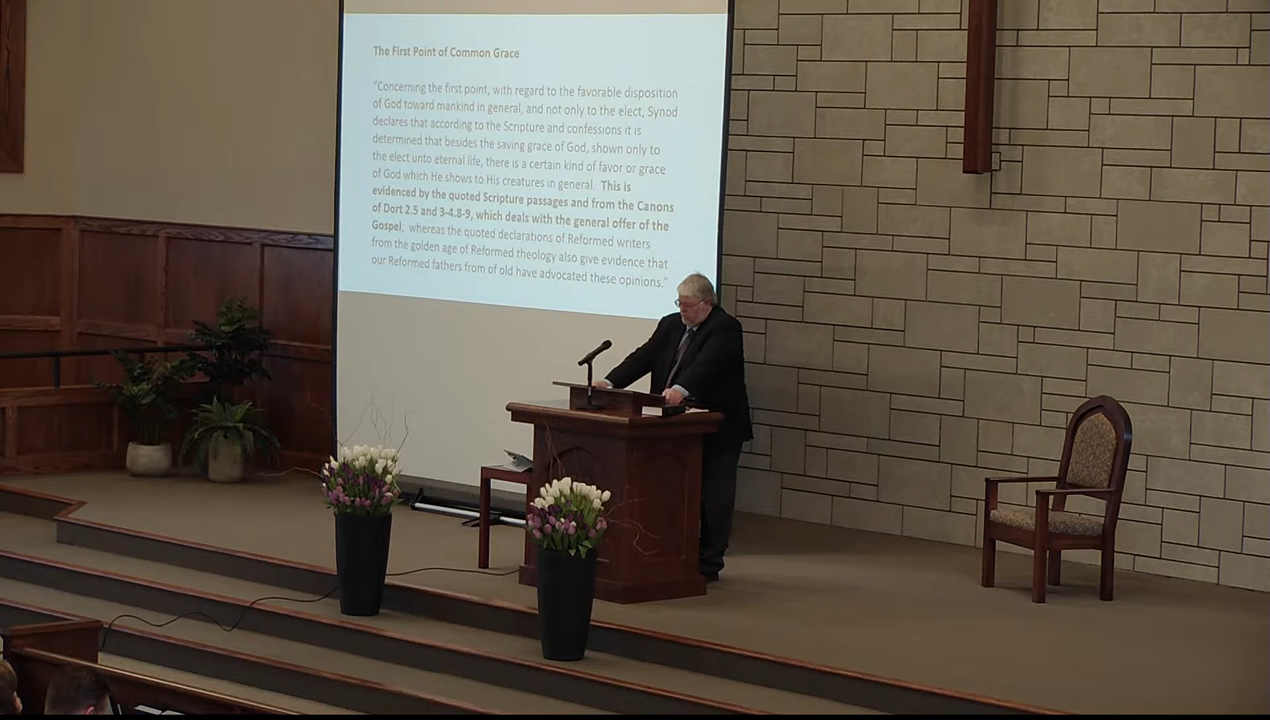 The First Point of Common Grace
"Concerning the first point, with regard to the favorable disposition
of God toward mankind in general, and not only to the elect, Synod
declares that according to the Scripture and confessions it is
determined that besides the saving grace of God, shown only to
the elect unto eternal life, there is a certain kind of favor or grace
of God which He shows to His creatures in general. This is
evidenced by the quoted Scripture passages and from the Canons
of Dort 2.5 and 3-4.8-9, which deals with the general offer of the
Gospel; whereas the quoted declarations of Reformed writers
from the golden age of Reformed theology also give evidence that
our Reformed fathers from of old have advocated these opinions."